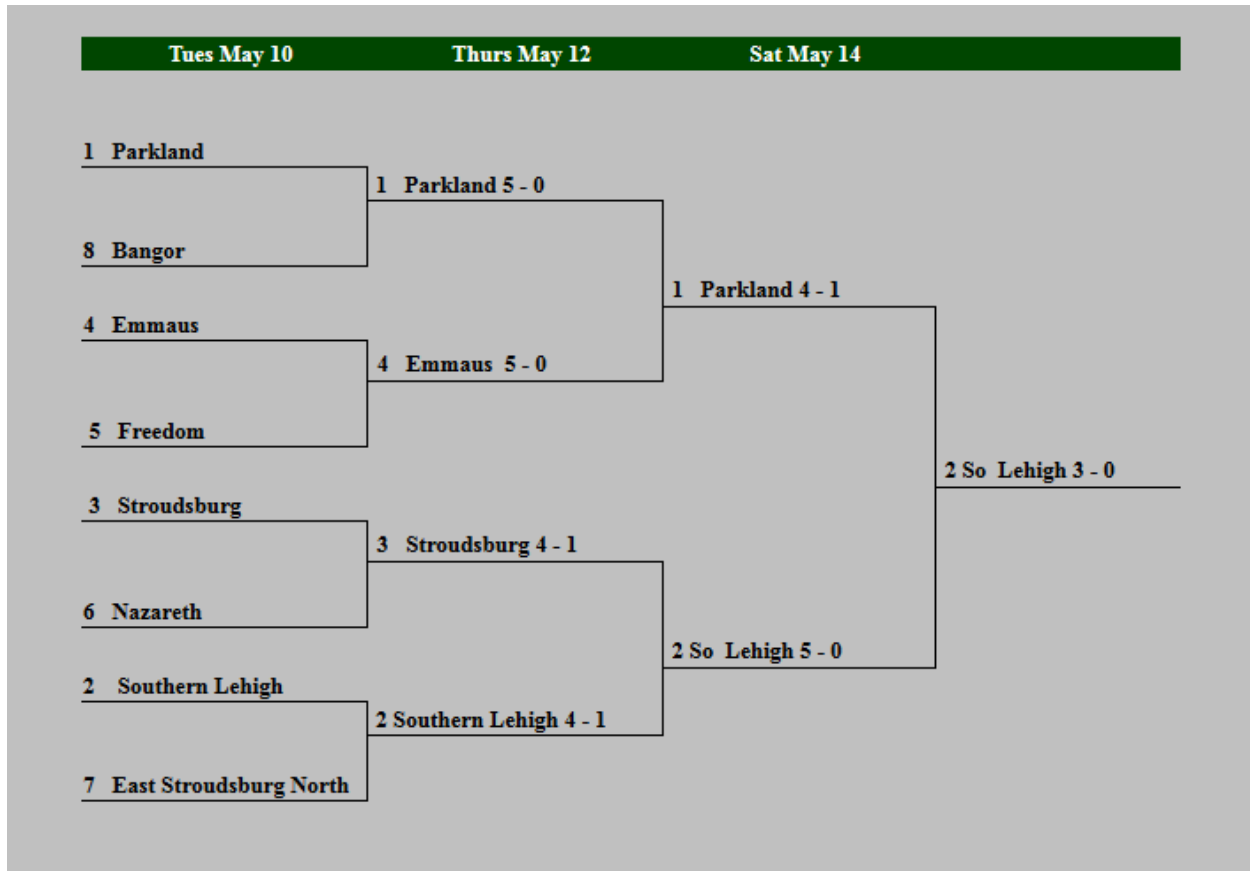 Tues May 10 Thurs May 12 Sat May 14
1 Parkland
1 Parkland 5 - 0
8 Bangor
1 Parkland 4 - 1
4 Emmaus
4 Emmaus 5 - 0
5 Freedom
2 So Lehigh 3 - 0
3 Stroudsburg
3 Stroudsburg 4 - 1
6 Nazareth
2 So Lehigh 5 - 0
2 Southern Lehigh
2 Southern Lehigh 4 - 1
7 East Stroudsburg North